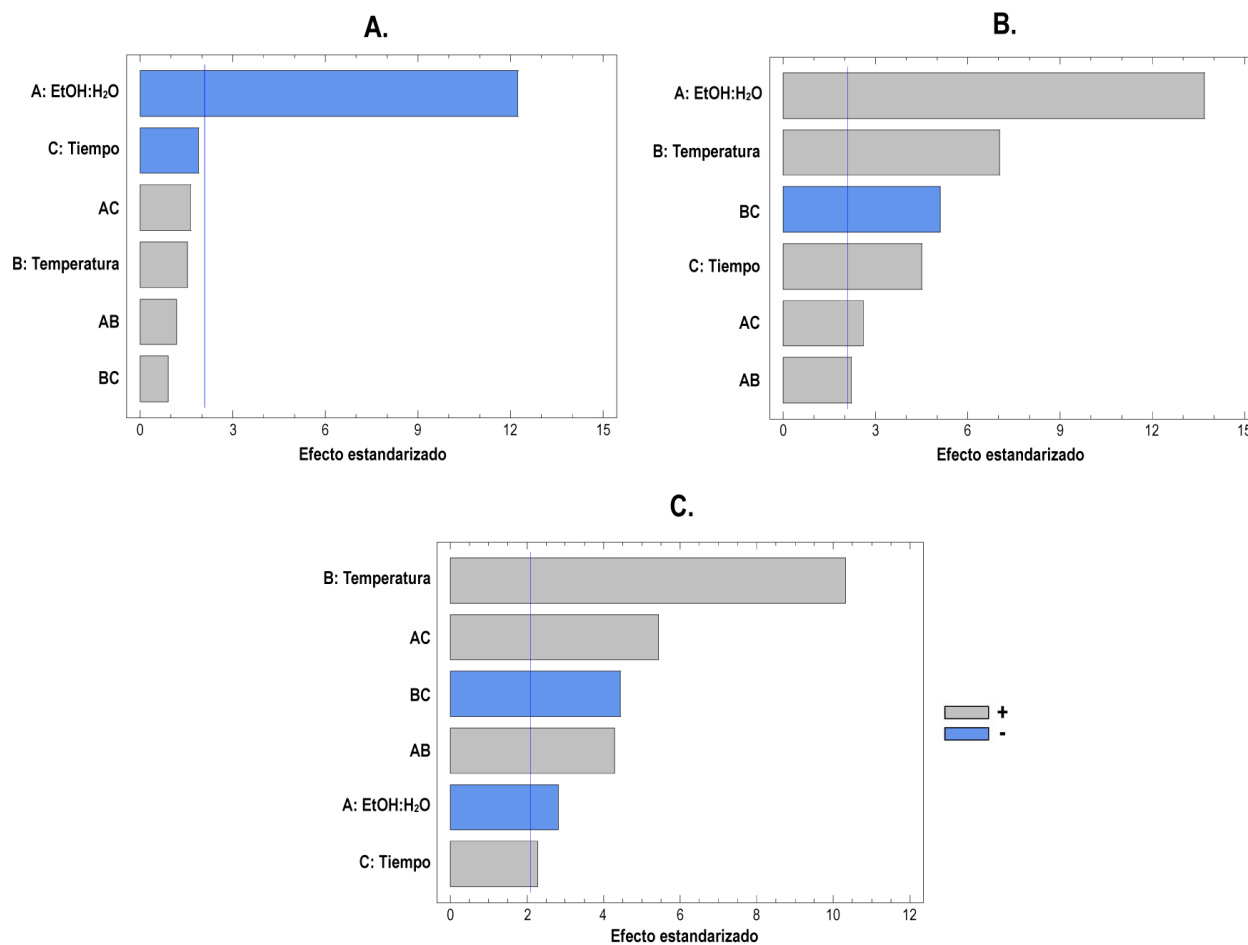 A.
A: EtOH:H₂O
C: Tiempo
AC
B: Temperatura
AB
BC
0 3 6 9 12 15
Efecto estandarizado
B.
A: EtOH:H₂O
B: Temperatura
BC
C: Tiempo
AC
AB
0 3 6 9 12 15
Efecto estandarizado
C.
B: Temperatura
AC
BC
AB
A: EtOH:H₂O
C: Tiempo
0 2 4 6 8 10 12
Efecto estandarizado
+
-